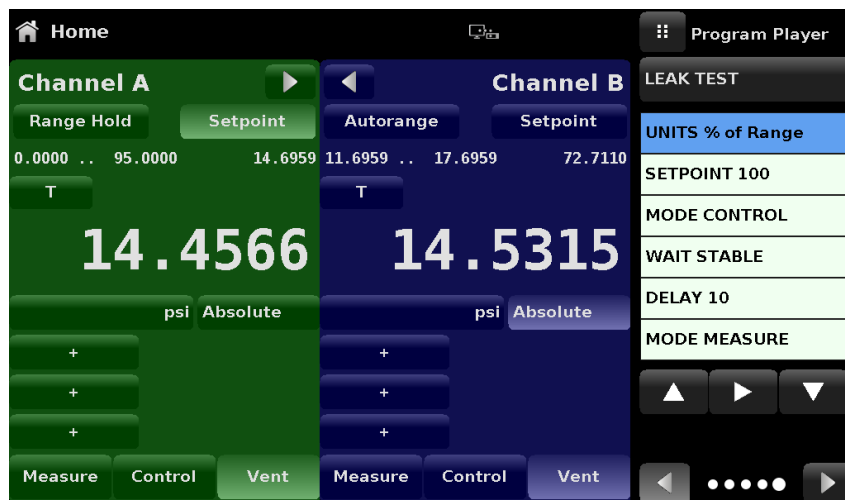 Home
Program Player
Channel A
Channel B
LEAK TEST
Range Hold Setpoint
Autorange Setpoint
0.0000 .. 95.0000 14.6959
11.6959 .. 17.6959 72.7110
T
T
14.4566
14.5315
psi Absolute
psi Absolute
+
+
+
+
+
+
Measure Control Vent
Measure Control Vent
UNITS % of Range
SETPOINT 100
MODE CONTROL
WAIT STABLE
DELAY 10
MODE MEASURE